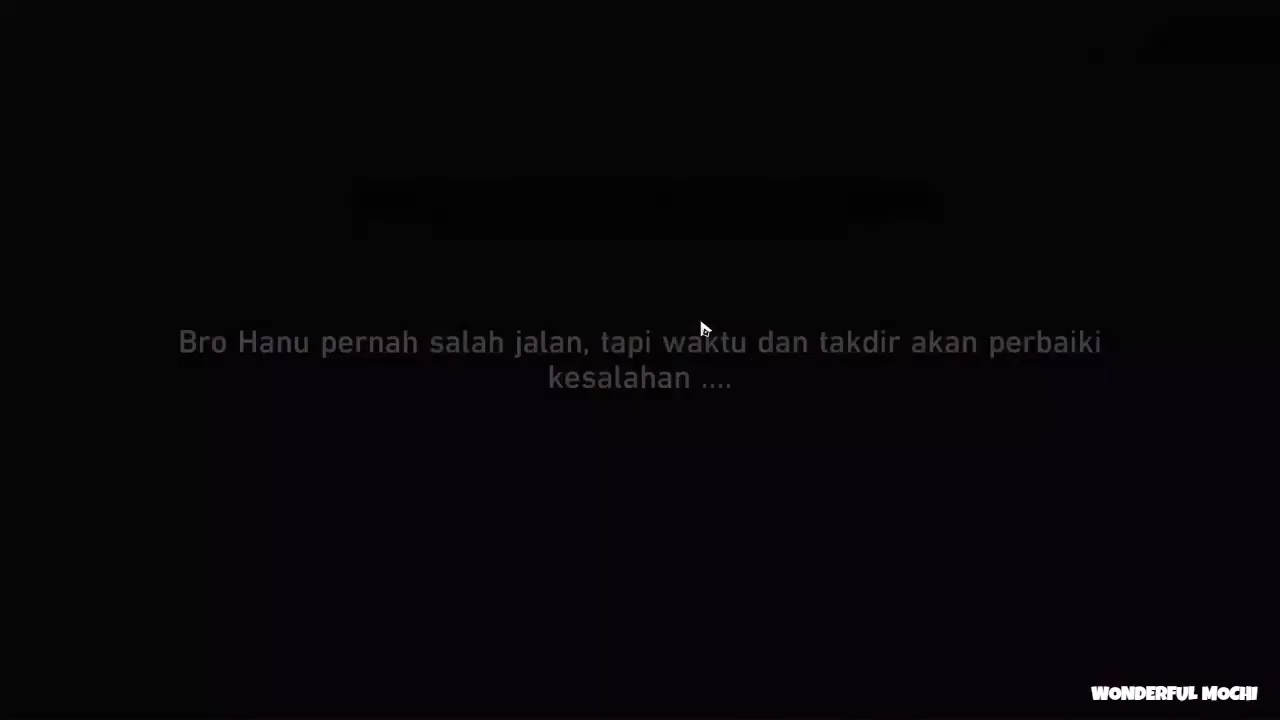 Bro Hanu pernah salah jalan, tapi waktu dan takdir akan perbaiki
kesalahan ....
WONDERFUL MOCHI